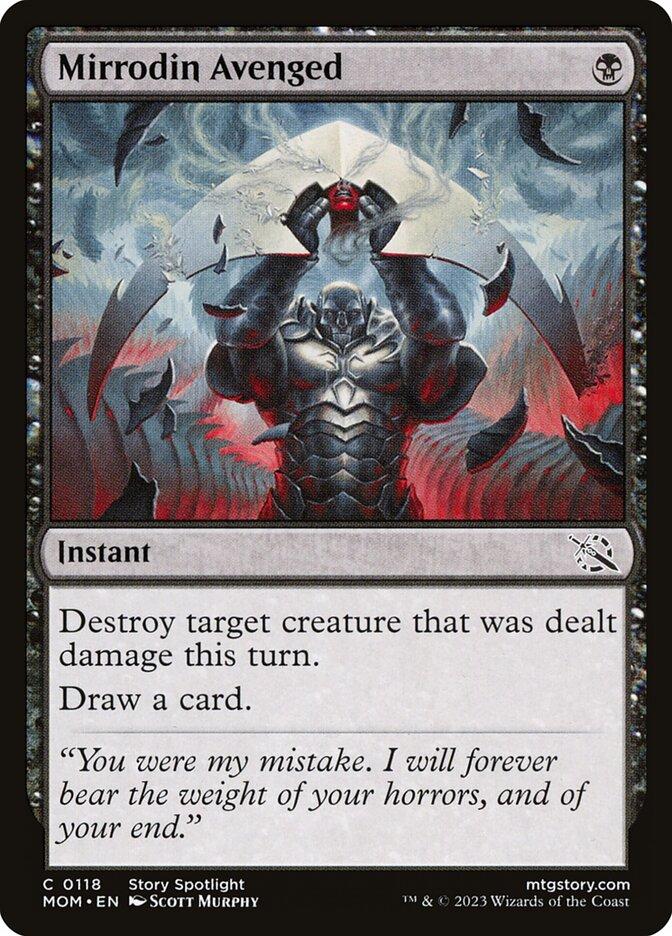 Mirrodin Avenged
Instant
Destroy target creature that was dealt
damage this turn.
Draw a card.
“You were my mistake. I will forever
bear the weight of your horrors, and of
your end.”
C 0118 Story Spotlight mtgstory.com
MOM • EN Scott Murphy ™ & © 2023 Wizards of the Coast